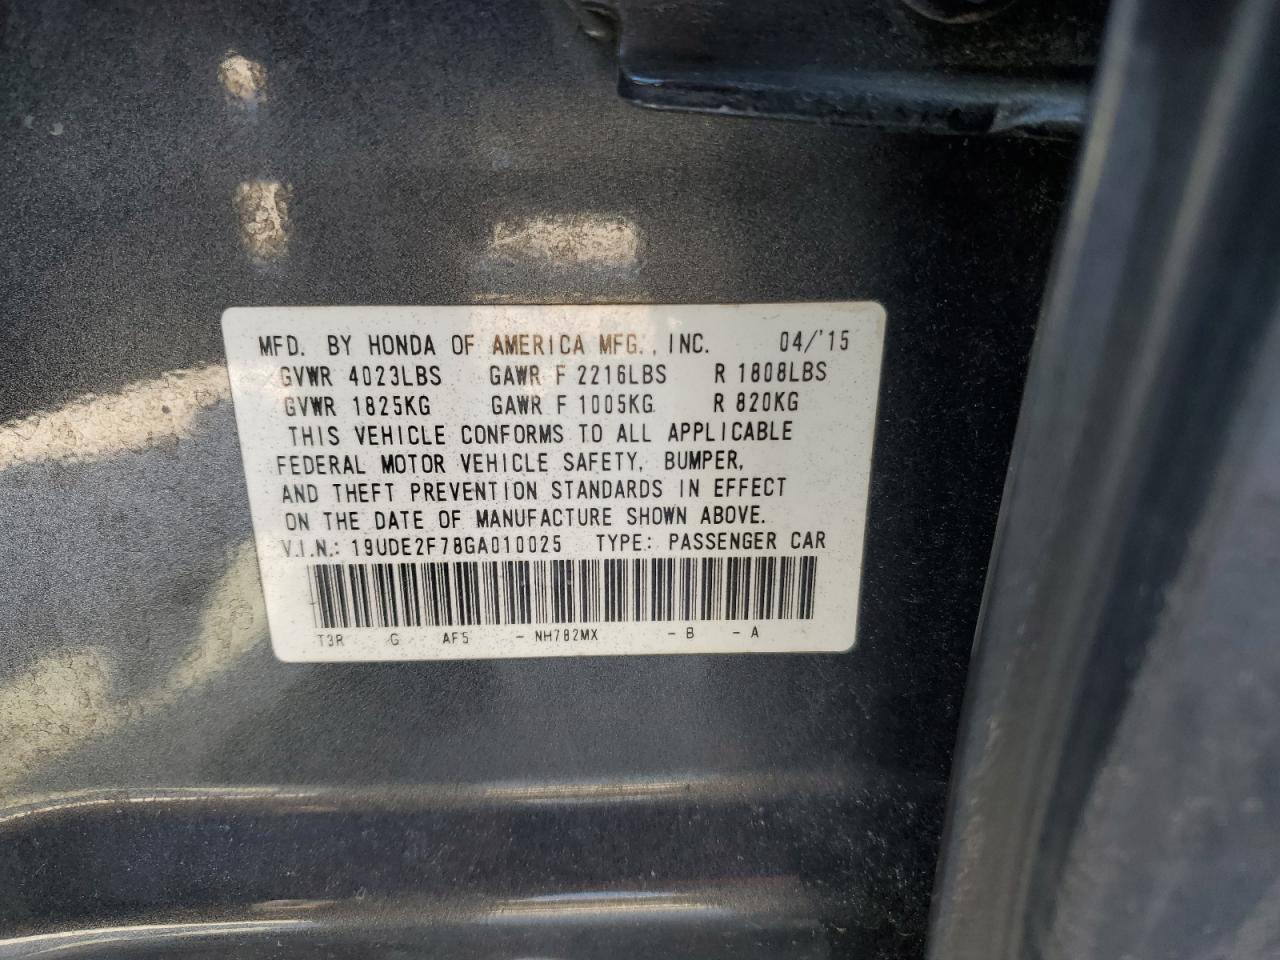 MFD. BY HONDA OF AMERICA MFG., INC. 04/'15
GVWR 4023LBS GAWR F 2216LBS R 1808LBS
GVWR 1825KG GAWR F 1005KG R 820KG
THIS VEHICLE CONFORMS TO ALL APPLICABLE
FEDERAL MOTOR VEHICLE SAFETY, BUMPER,
AND THEFT PREVENTION STANDARDS IN EFFECT
ON THE DATE OF MANUFACTURE SHOWN ABOVE.
V.I.N.: 19UDE2F78GA010025 TYPE: PASSENGER CAR
T3R G AF5 - NH782MX - B - A